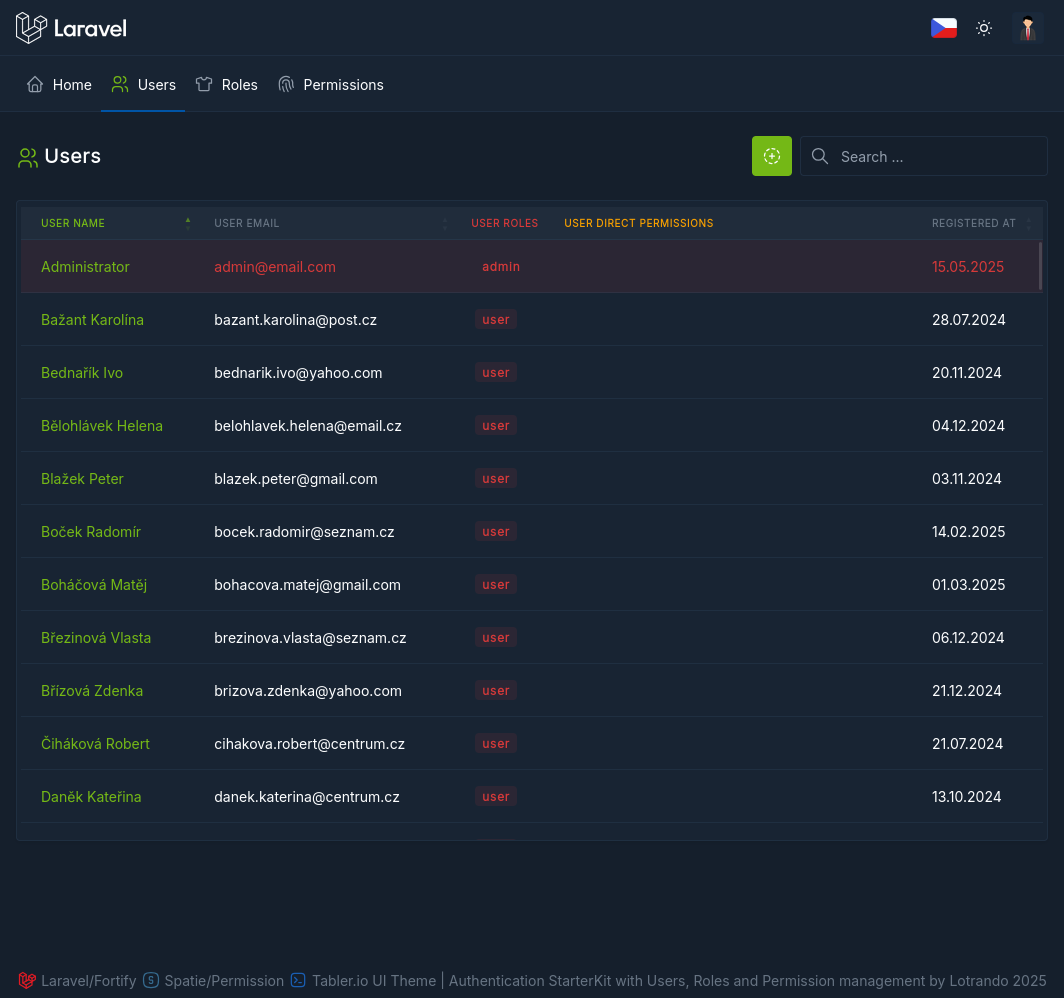 Laravel
Home Users Roles Permissions
Users
Search ...
USER NAME USER EMAIL USER ROLES USER DIRECT PERMISSIONS REGISTERED AT
Administrator admin@email.com admin 15.05.2025
Bažant Karolína bazant.karolina@post.cz user 28.07.2024
Bednařík Ivo bednarik.ivo@yahoo.com user 20.11.2024
Bělohlávek Helena belohlavek.helena@email.cz user 04.12.2024
Blažek Peter blazek.peter@gmail.com user 03.11.2024
Boček Radomír bocek.radomir@seznam.cz user 14.02.2025
Boháčová Matěj bohacova.matej@gmail.com user 01.03.2025
Březinová Vlasta brezinova.vlasta@seznam.cz user 06.12.2024
Břízová Zdenka brizova.zdenka@yahoo.com user 21.12.2024
Čiháková Robert cihakova.robert@centrum.cz user 21.07.2024
Daněk Kateřina danek.katerina@centrum.cz user 13.10.2024
Laravel/Fortify S Spatie/Permission Tabler.io UI Theme | Authentication StarterKit with Users, Roles and Permission management by Lotrando 2025